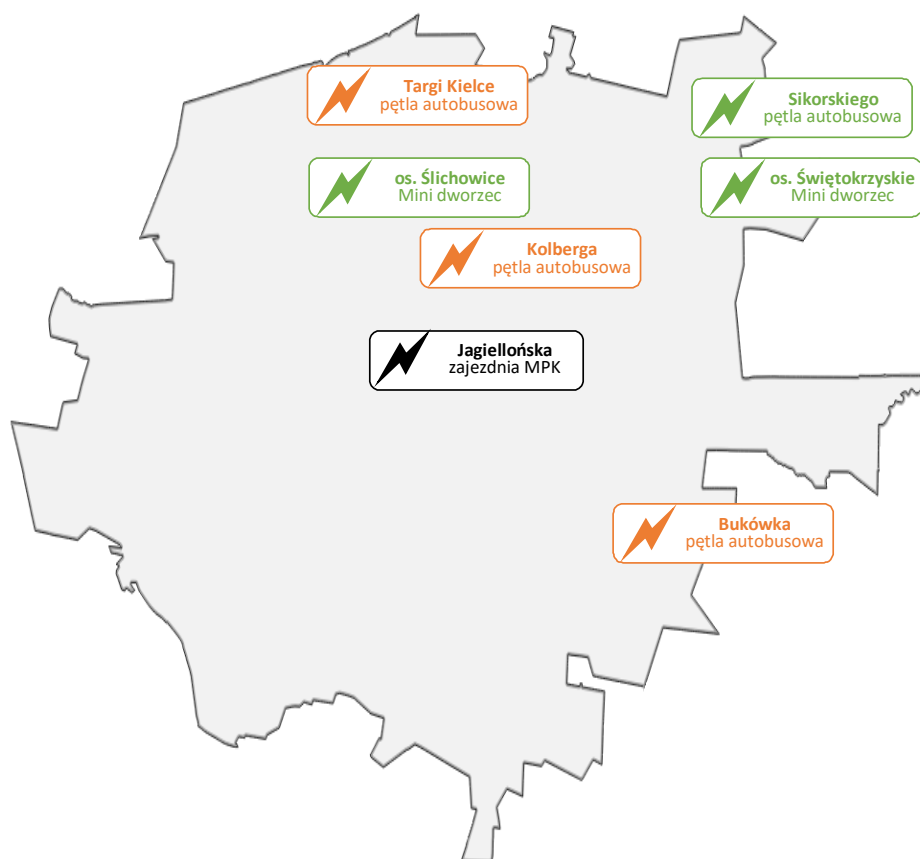 Targi Kielce
pętla autobusowa
Sikorskiego
pętla autobusowa
os. Ślichowice
Mini dworzec
os. Świętokrzyskie
Mini dworzec
Kolberga
pętla autobusowa
Jagiellońska
zajezdnia MPK
Bukówka
pętla autobusowa